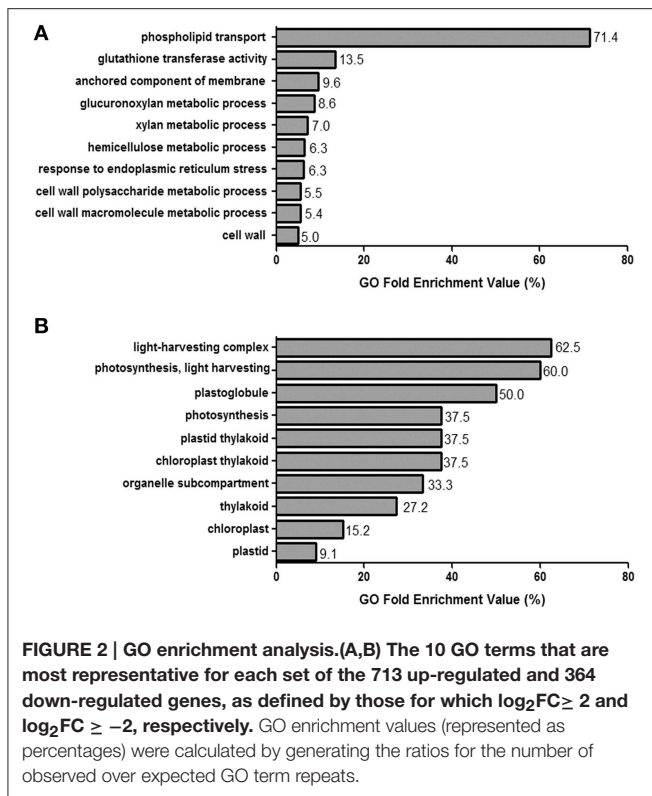 A
phospholipid transport 71.4
glutathione transferase activity 13.5
anchored component of membrane 9.6
glucuronoxylan metabolic process 8.6
xylan metabolic process 7.0
hemicellulose metabolic process 6.3
response to endoplasmic reticulum stress 6.3
cell wall polysaccharide metabolic process 5.5
cell wall macromolecule metabolic process 5.4
cell wall 5.0
0 20 40 60 80
GO Fold Enrichment Value (%)
B
light-harvesting complex 62.5
photosynthesis, light harvesting 60.0
plastoglobule 50.0
photosynthesis 37.5
plastid thylakoid 37.5
chloroplast thylakoid 37.5
organelle subcompartment 33.3
thylakoid 27.2
chloroplast 15.2
plastid 9.1
0 20 40 60 80
GO Fold Enrichment Value (%)
FIGURE 2 | GO enrichment analysis.(A,B) The 10 GO terms that are
most representative for each set of the 713 up-regulated and 364
down-regulated genes, as defined by those for which log₂FC≥ 2 and
log₂FC ≥ −2, respectively. GO enrichment values (represented as
percentages) were calculated by generating the ratios for the number of
observed over expected GO term repeats.